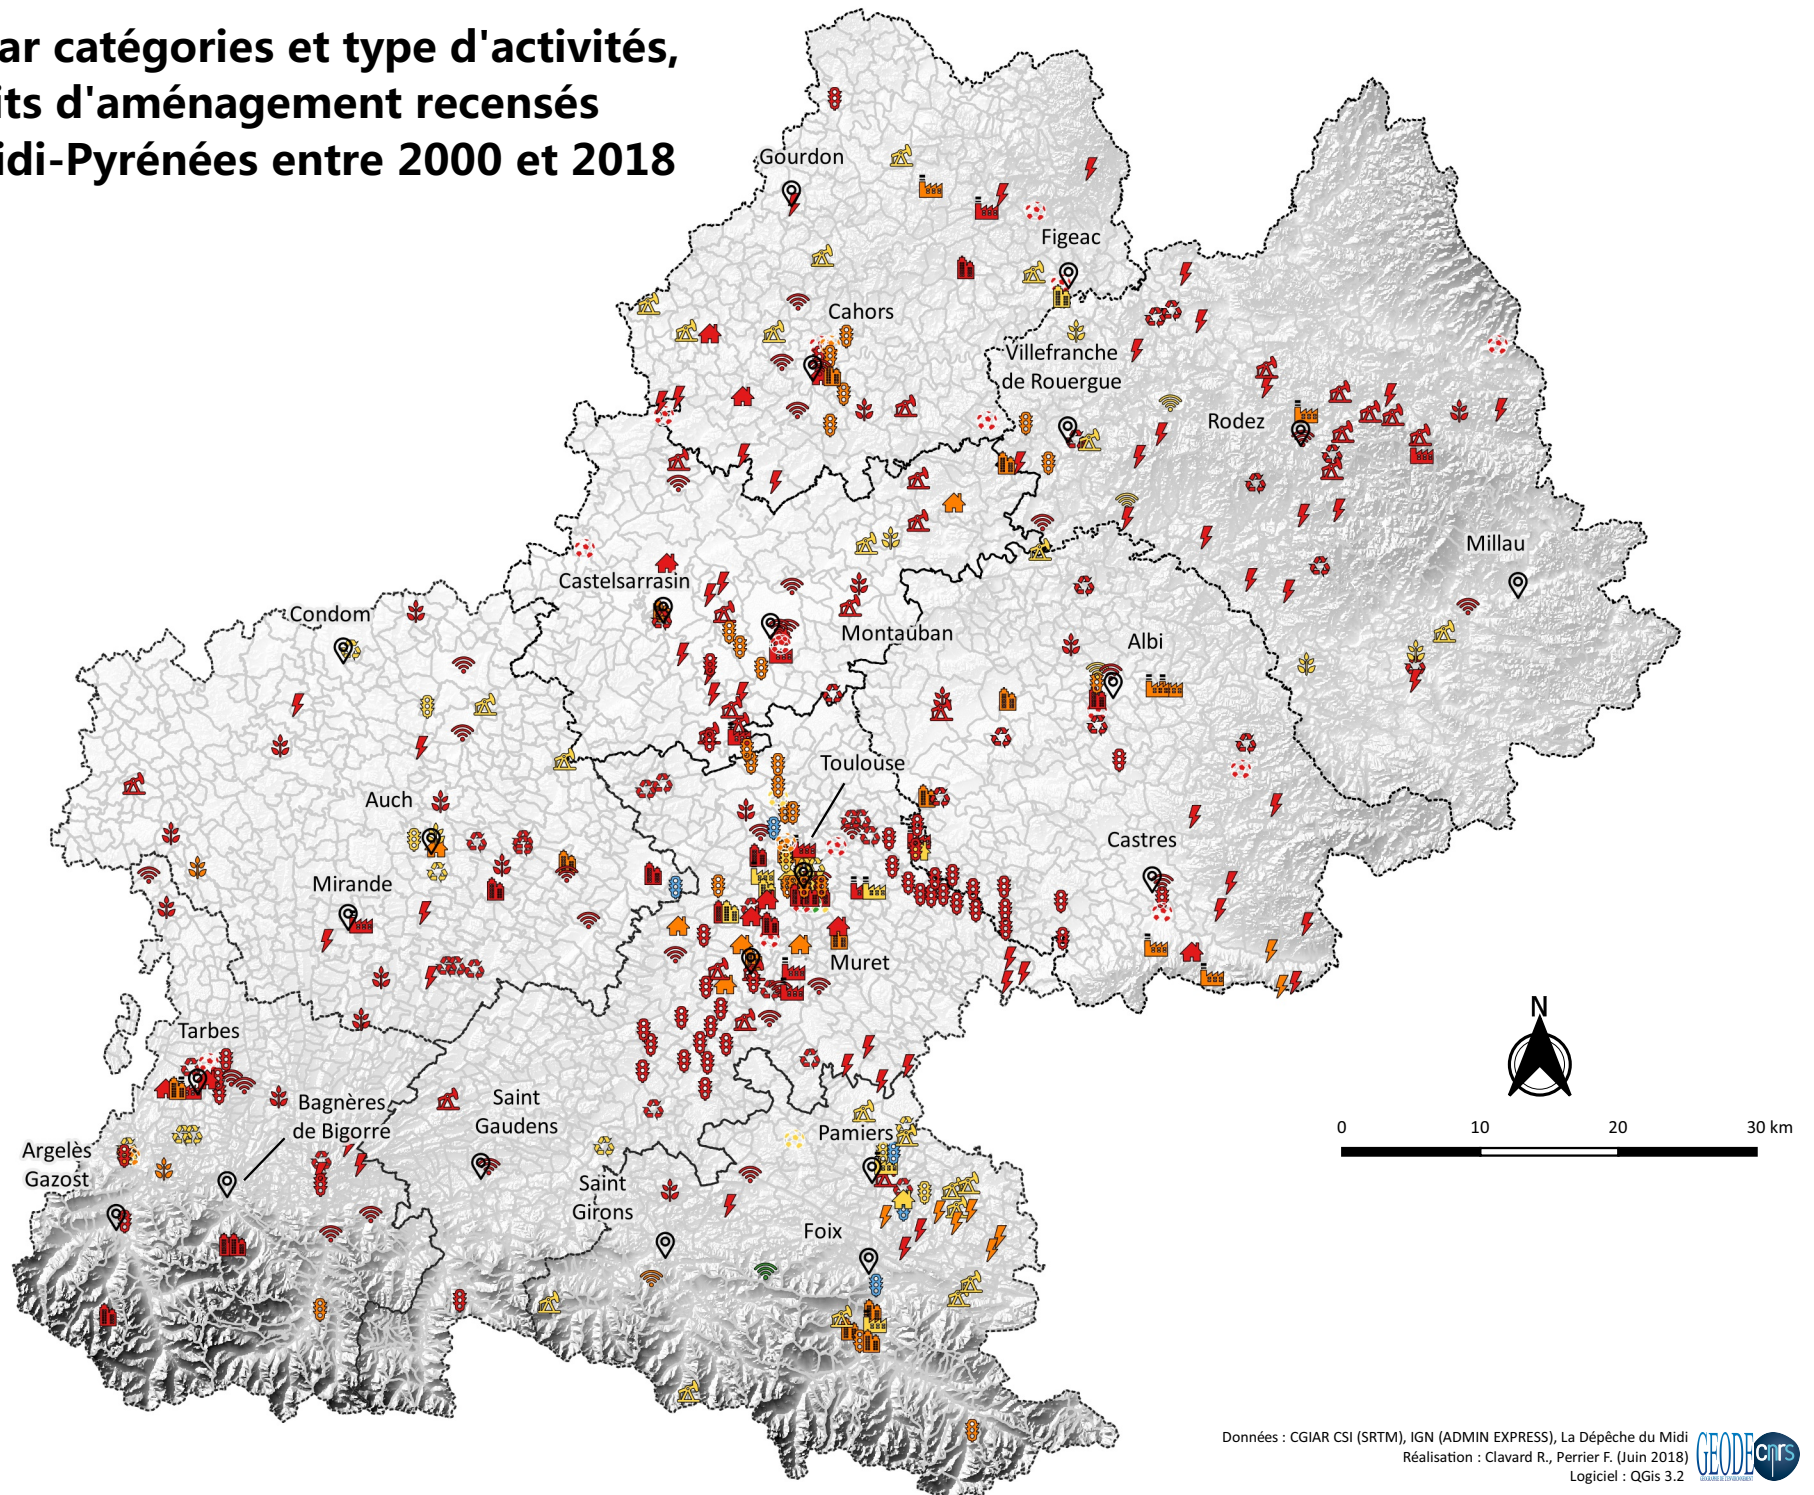 ar catégories et type d'activités,
its d'aménagement recensés
idi-Pyrénées entre 2000 et 2018
Gourdon
Figeac
Cahors
Villefranche
de Rouergue
Rodez
Millau
Castelsarrasin
Condom
Montauban
Albi
Toulouse
Auch
Castres
Mirande
Muret
N
Tarbes
Bagnères
de Bigorre
Saint
Gaudens
Pamiers
0 10 20 30 km
Argelès
Gazost
Saint
Girons
Foix
Données : CGIAR CSI (SRTM), IGN (ADMIN EXPRESS), La Dépêche du Midi
Réalisation : Clavard R., Perrier F. (Juin 2018)
Logiciel : QGis 3.2
GEODE
cnrs